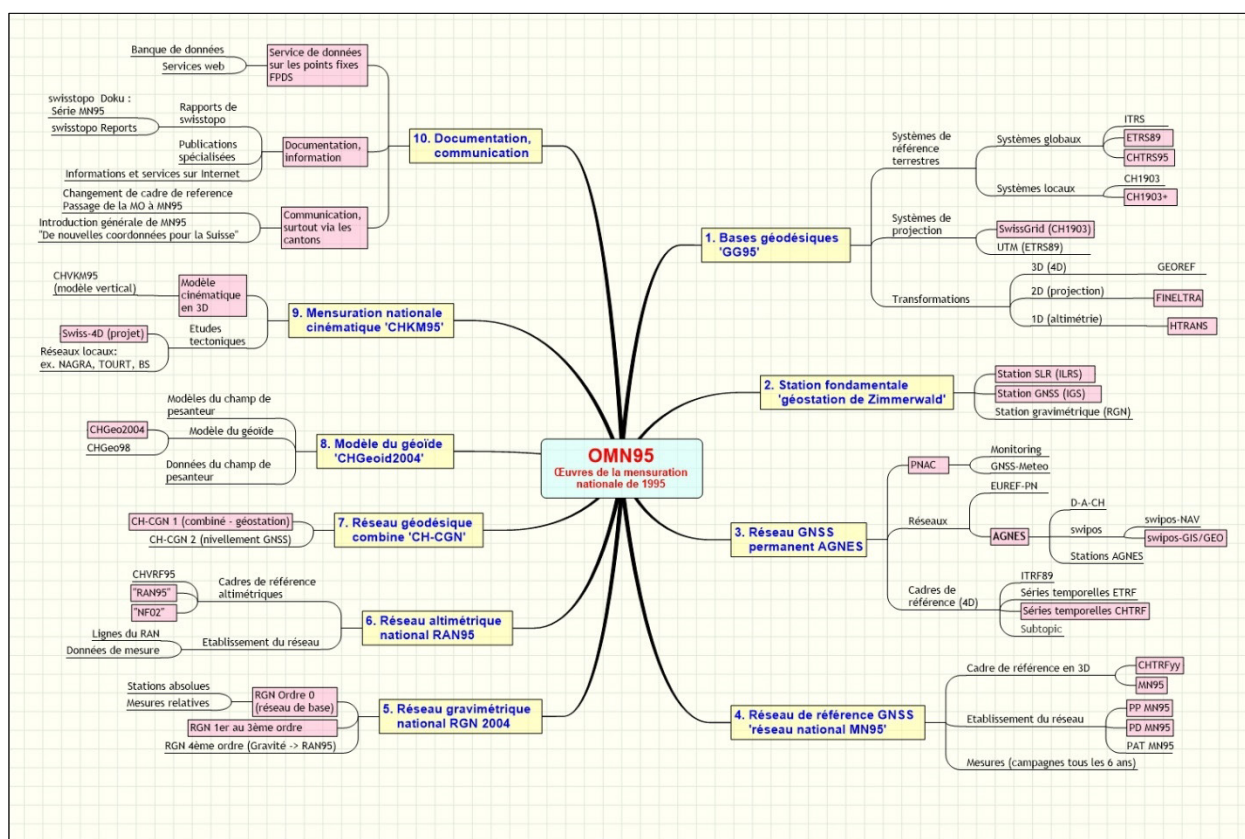 OMN95
Œuvres de la mensuration
nationale de 1995
1. Bases géodésiques
'GG95'
Systèmes de
référence
terrestres
Systèmes globaux
ITRS
ETRS89
CHTRS95
Systèmes locaux
CH1903
CH1903+
Systèmes de
projection
SwissGrid (CH1903)
UTM (ETRS89)
Transformations
3D (4D)
GEOREF
2D (projection)
FINELTRA
1D (altimétrie)
HTRANS
2. Station fondamentale
'géostation de Zimmerwald'
Station SLR (ILRS)
Station GNSS (IGS)
Station gravimétrique (RGN)
3. Réseau GNSS
permanent AGNES
PNAC
Monitoring
GNSS-Meteo
Réseaux
EUREF-PN
AGNES
D-A-CH
swipos
swipos-NAV
swipos-GIS/GEO
Stations AGNES
Cadres de
référence (4D)
ITRF89
Séries temporelles ETRF
Séries temporelles CHTRF
Subtopic
4. Réseau de référence GNSS
'réseau national MN95'
Cadre de référence en 3D
CHTRFyy
MN95
Etablissement du réseau
PP MN95
PD MN95
PAT MN95
Mesures (campagnes tous les 6 ans)
5. Réseau gravimétrique
national RGN 2004
RGN Ordre 0
(réseau de base)
Stations absolues
Mesures relatives
RGN 1er au 3ème ordre
RGN 4ème ordre (Gravité -> RAN95)
6. Réseau altimétrique
national RAN95
Cadres de référence
altimétriques
CHVRF95
"RAN95"
"NF02"
Etablissement du réseau
Lignes du RAN
Données de mesure
7. Réseau géodésique
combine 'CH-CGN'
CH-CGN 1 (combiné - géostation)
CH-CGN 2 (nivellement GNSS)
8. Modèle du géoïde
'CHGeoid2004'
Modèles du champ de
pesanteur
Modèle du géoïde
CHGeo2004
CHGeo98
Données du champ de
pesanteur
9. Mensuration nationale
cinématique 'CHKM95'
Modèle
cinématique
en 3D
CHVKM95
(modèle vertical)
Etudes
tectoniques
Swiss-4D (projet)
Réseaux locaux:
ex. NAGRA, TOURT, BS
10. Documentation,
communication
Service de données
sur les points fixes
FPDS
Banque de données
Services web
Documentation,
information
Rapports de
swisstopo
swisstopo Doku :
Série MN95
swisstopo Reports
Publications
spécialisées
Informations et services sur Internet
Communication,
surtout via les
cantons
Changement de cadre de reference
Passage de la MO à MN95
Introduction générale de MN95
"De nouvelles coordonnées pour la Suisse"